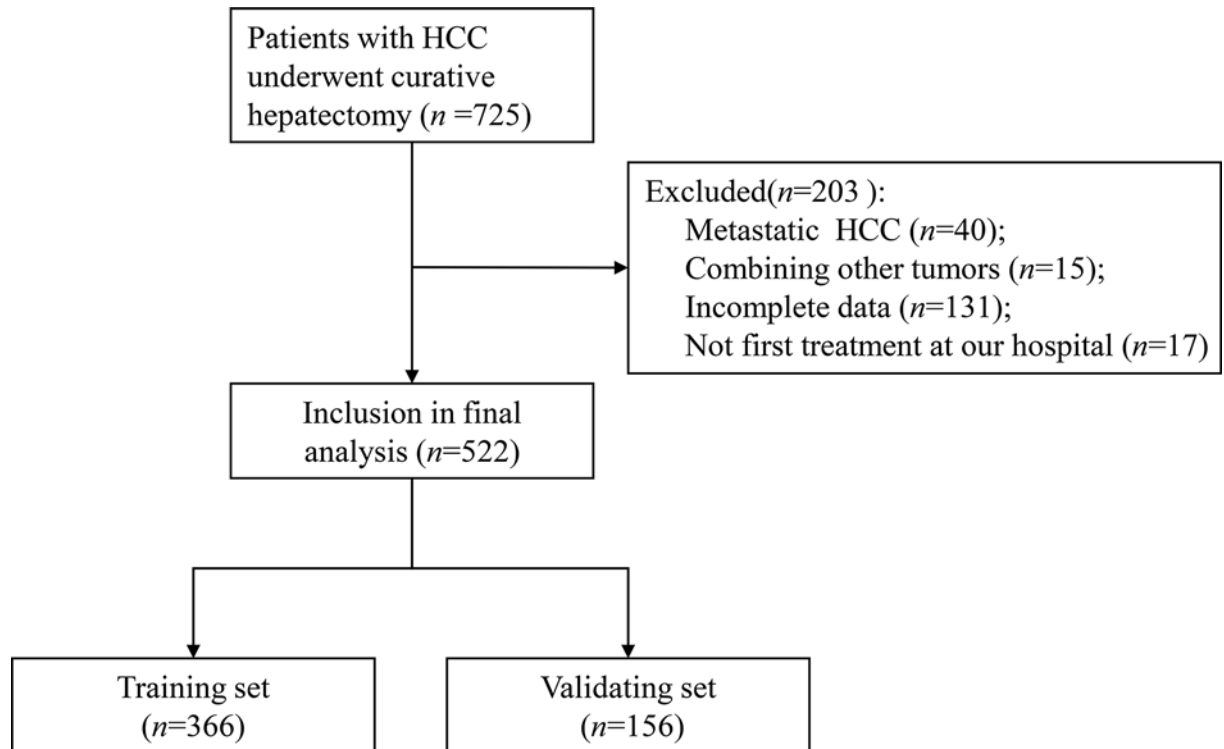 Patients with HCC
underwent curative
hepatectomy (n =725)
Excluded(n=203 ):
Metastatic  HCC (n=40);
Combining other tumors (n=15);
Incomplete data (n=131);
Not first treatment at our hospital (n=17)
Inclusion in final
analysis (n=522)
Training set
(n=366)
Validating set
(n=156)